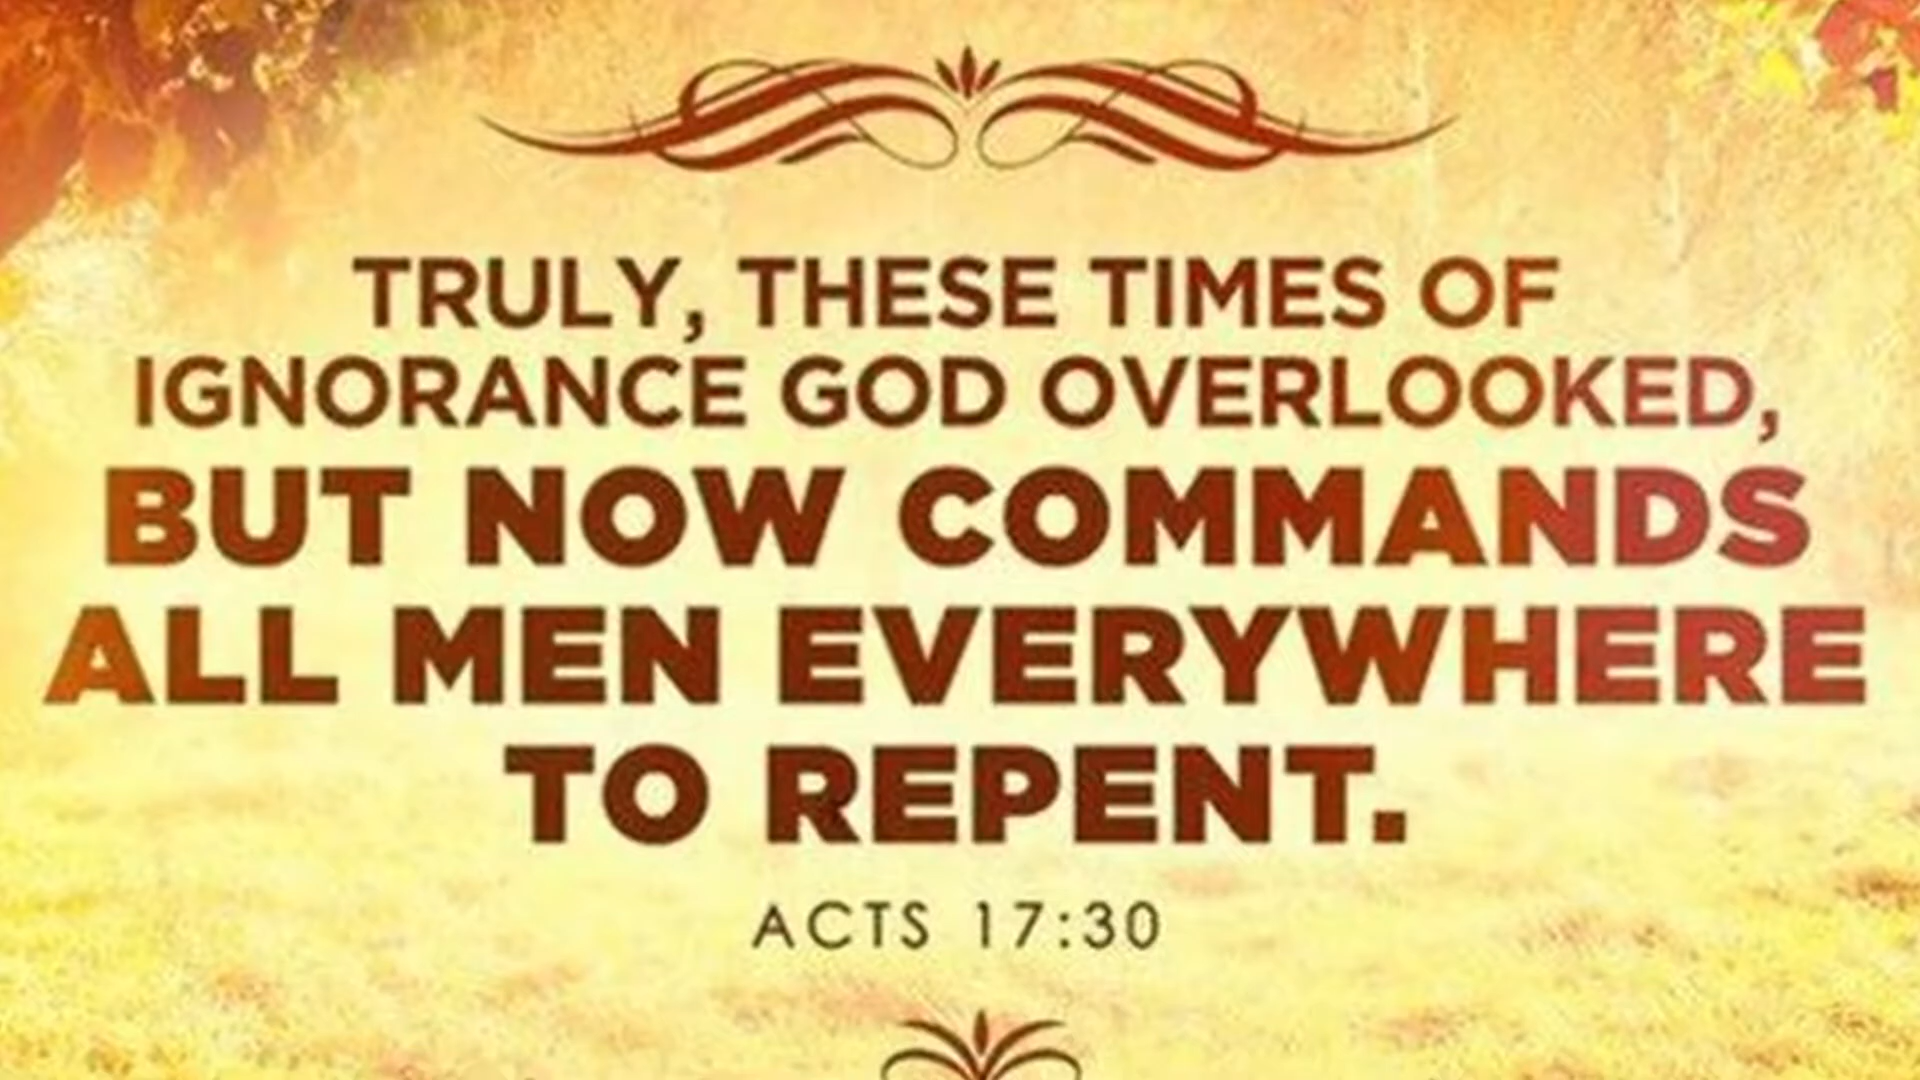 TRULY, THESE TIMES OF
IGNORANCE GOD OVERLOOKED,
BUT NOW COMMANDS
ALL MEN EVERYWHERE
TO REPENT.
ACTS 17:30